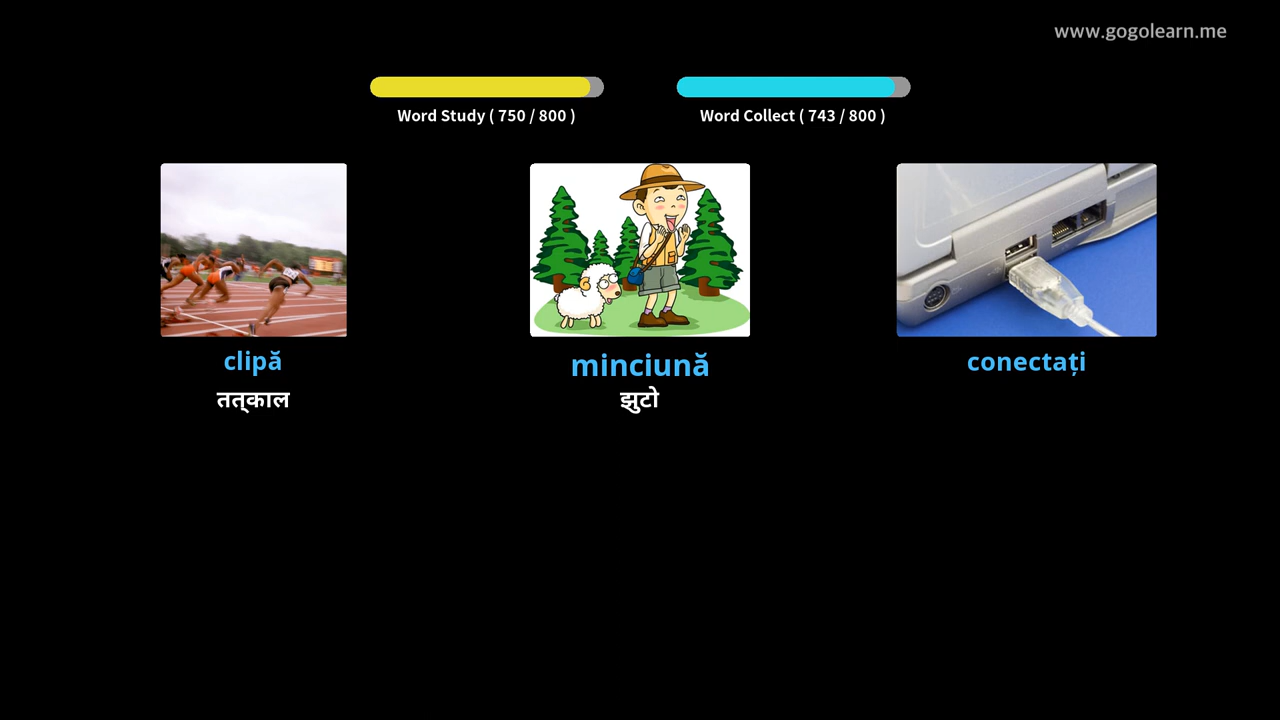 www.gogolearn.me
Word Study ( 750 / 800 )
Word Collect ( 743 / 800 )
clipă
minciună
conectați
तत्काल
झुटो